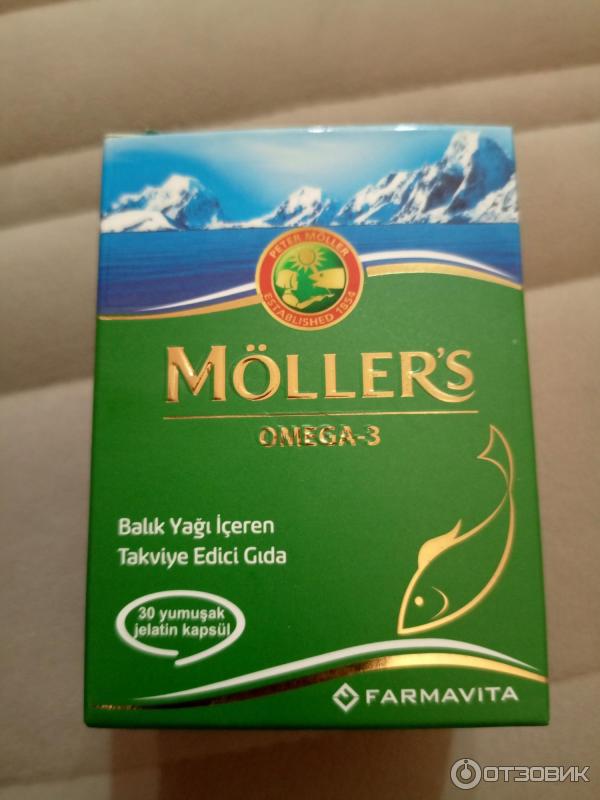 PETER MÖLLER
ESTABLISHED 1854
MÖLLER'S
OMEGA-3
Balık Yağı İçeren
Takviye Edici Gıda
30 yumuşak
jelatin kapsül
FARMAVITA
ОТЗОВИК